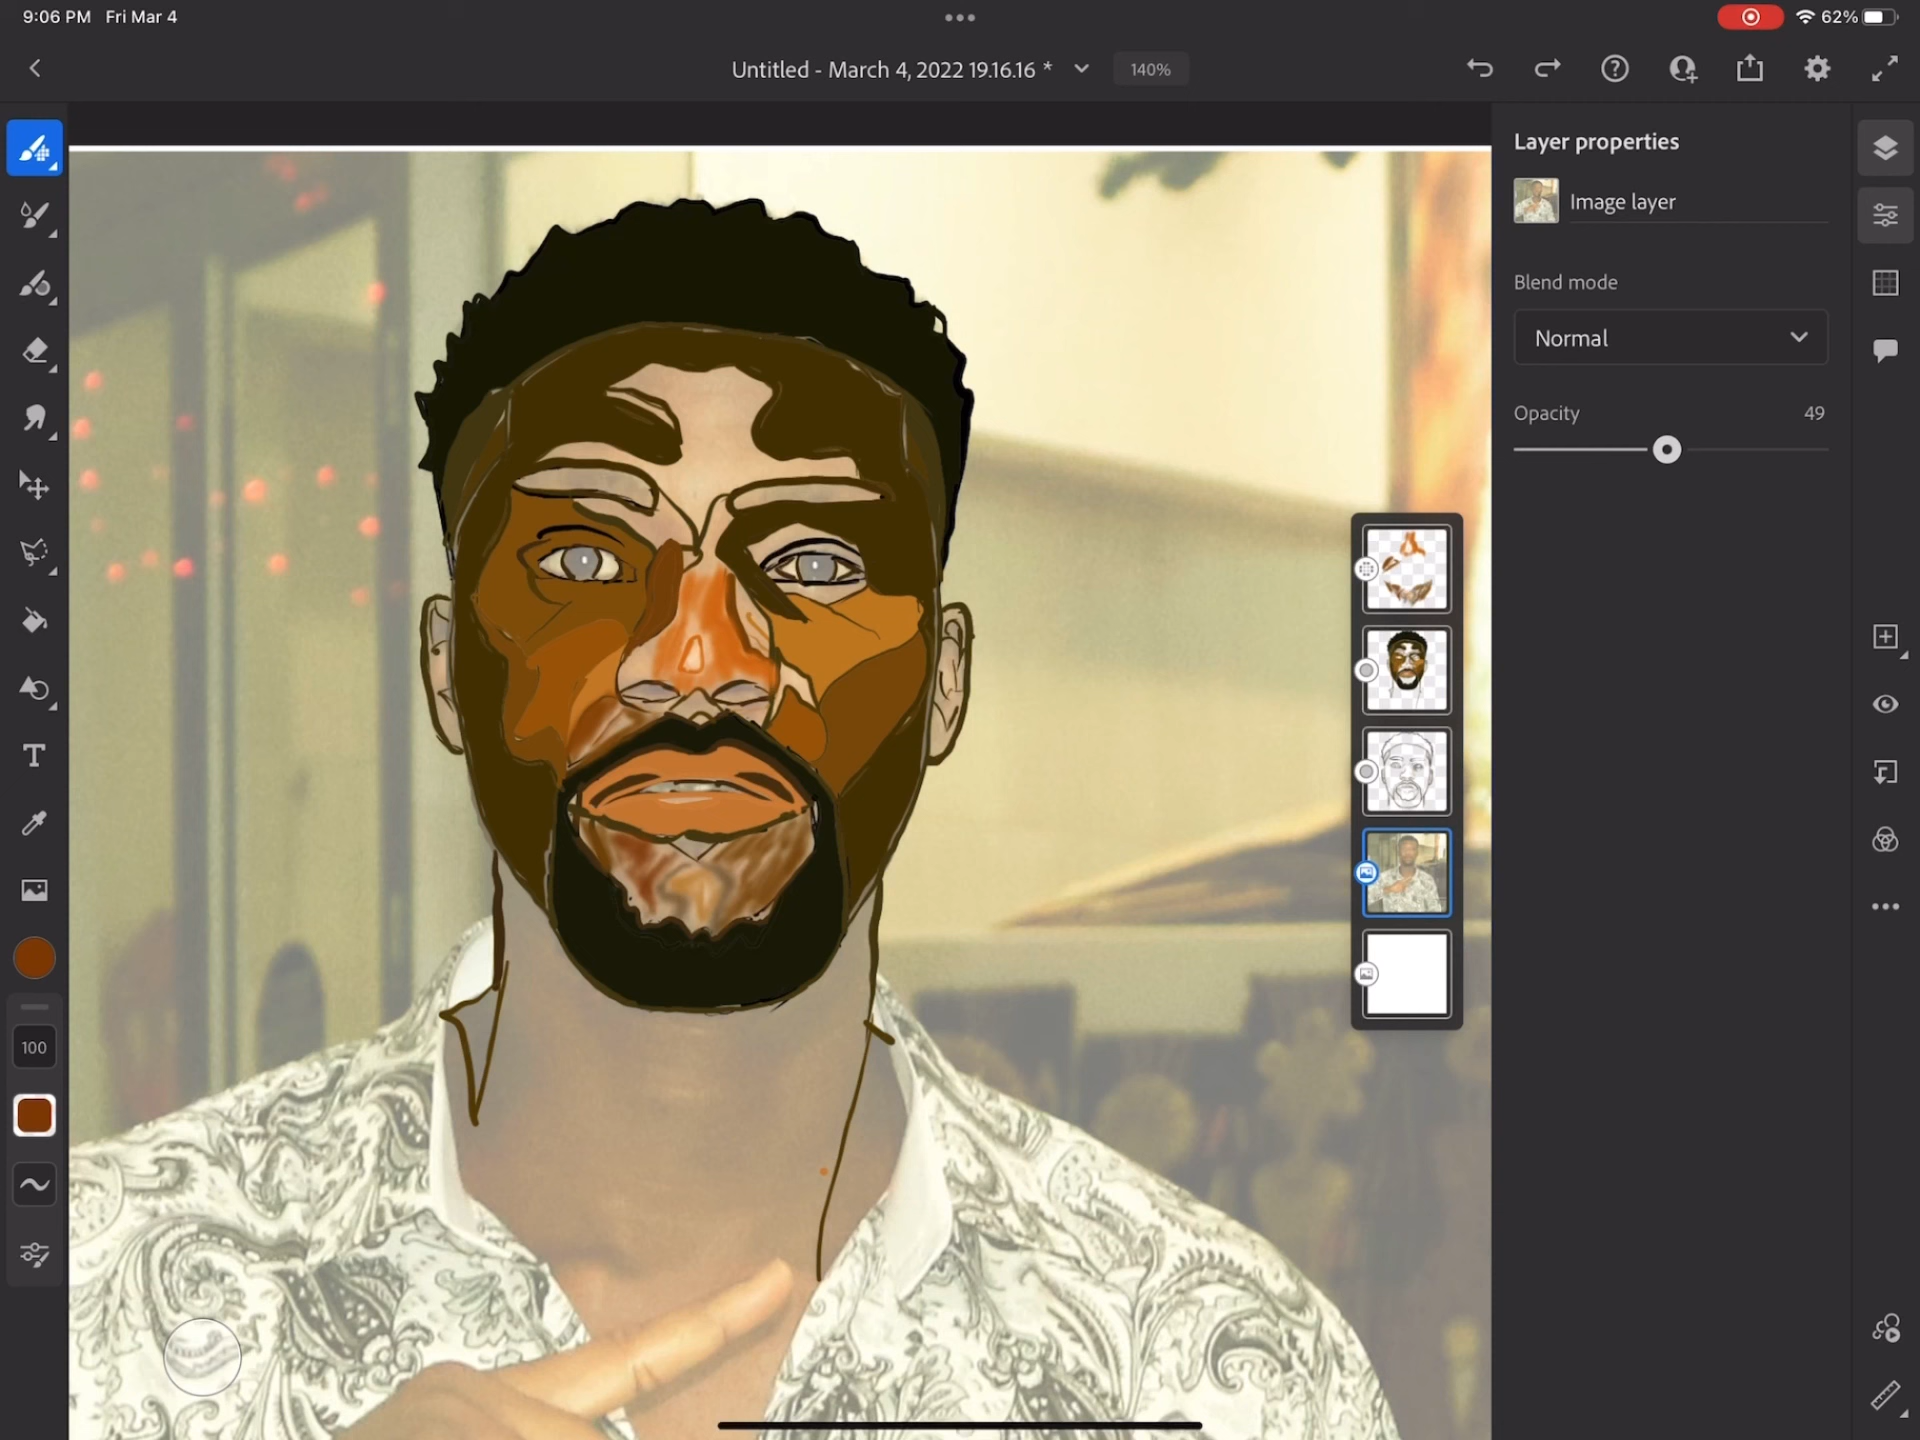 9:06 PM Fri Mar 4
62%
Untitled - March 4, 2022 19.16.16 *
140%
Layer properties
Image layer
Blend mode
Normal
Opacity 49
T
100